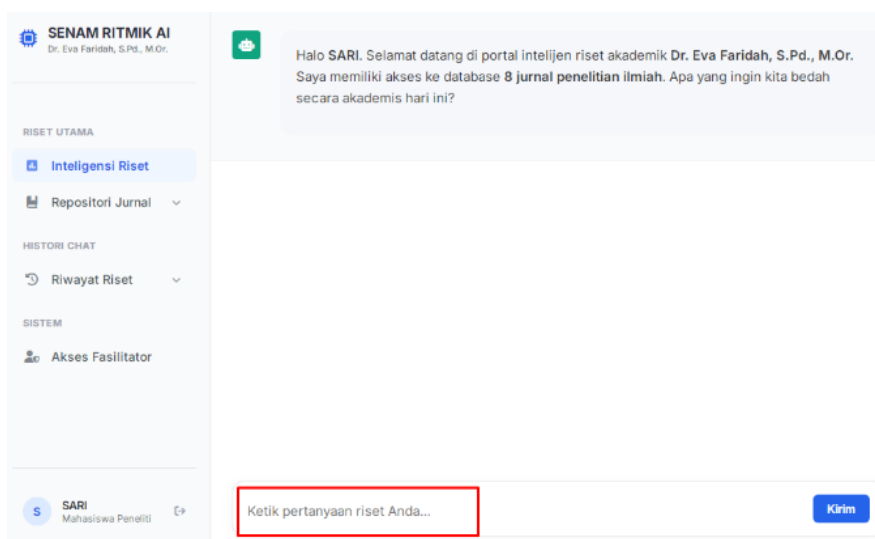 SENAM RITMIK AI
Dr. Eva Faridah, S.Pd., M.Or.
RISET UTAMA
Inteligensi Riset
Repositori Jurnal
HISTORI CHAT
Riwayat Riset
SISTEM
Akses Fasilitator
S
SARI
Mahasiswa Peneliti
Halo SARI. Selamat datang di portal intelijen riset akademik Dr. Eva Faridah, S.Pd., M.Or.
Saya memiliki akses ke database 8 jurnal penelitian ilmiah. Apa yang ingin kita bedah
secara akademis hari ini?
Ketik pertanyaan riset Anda...
Kirim